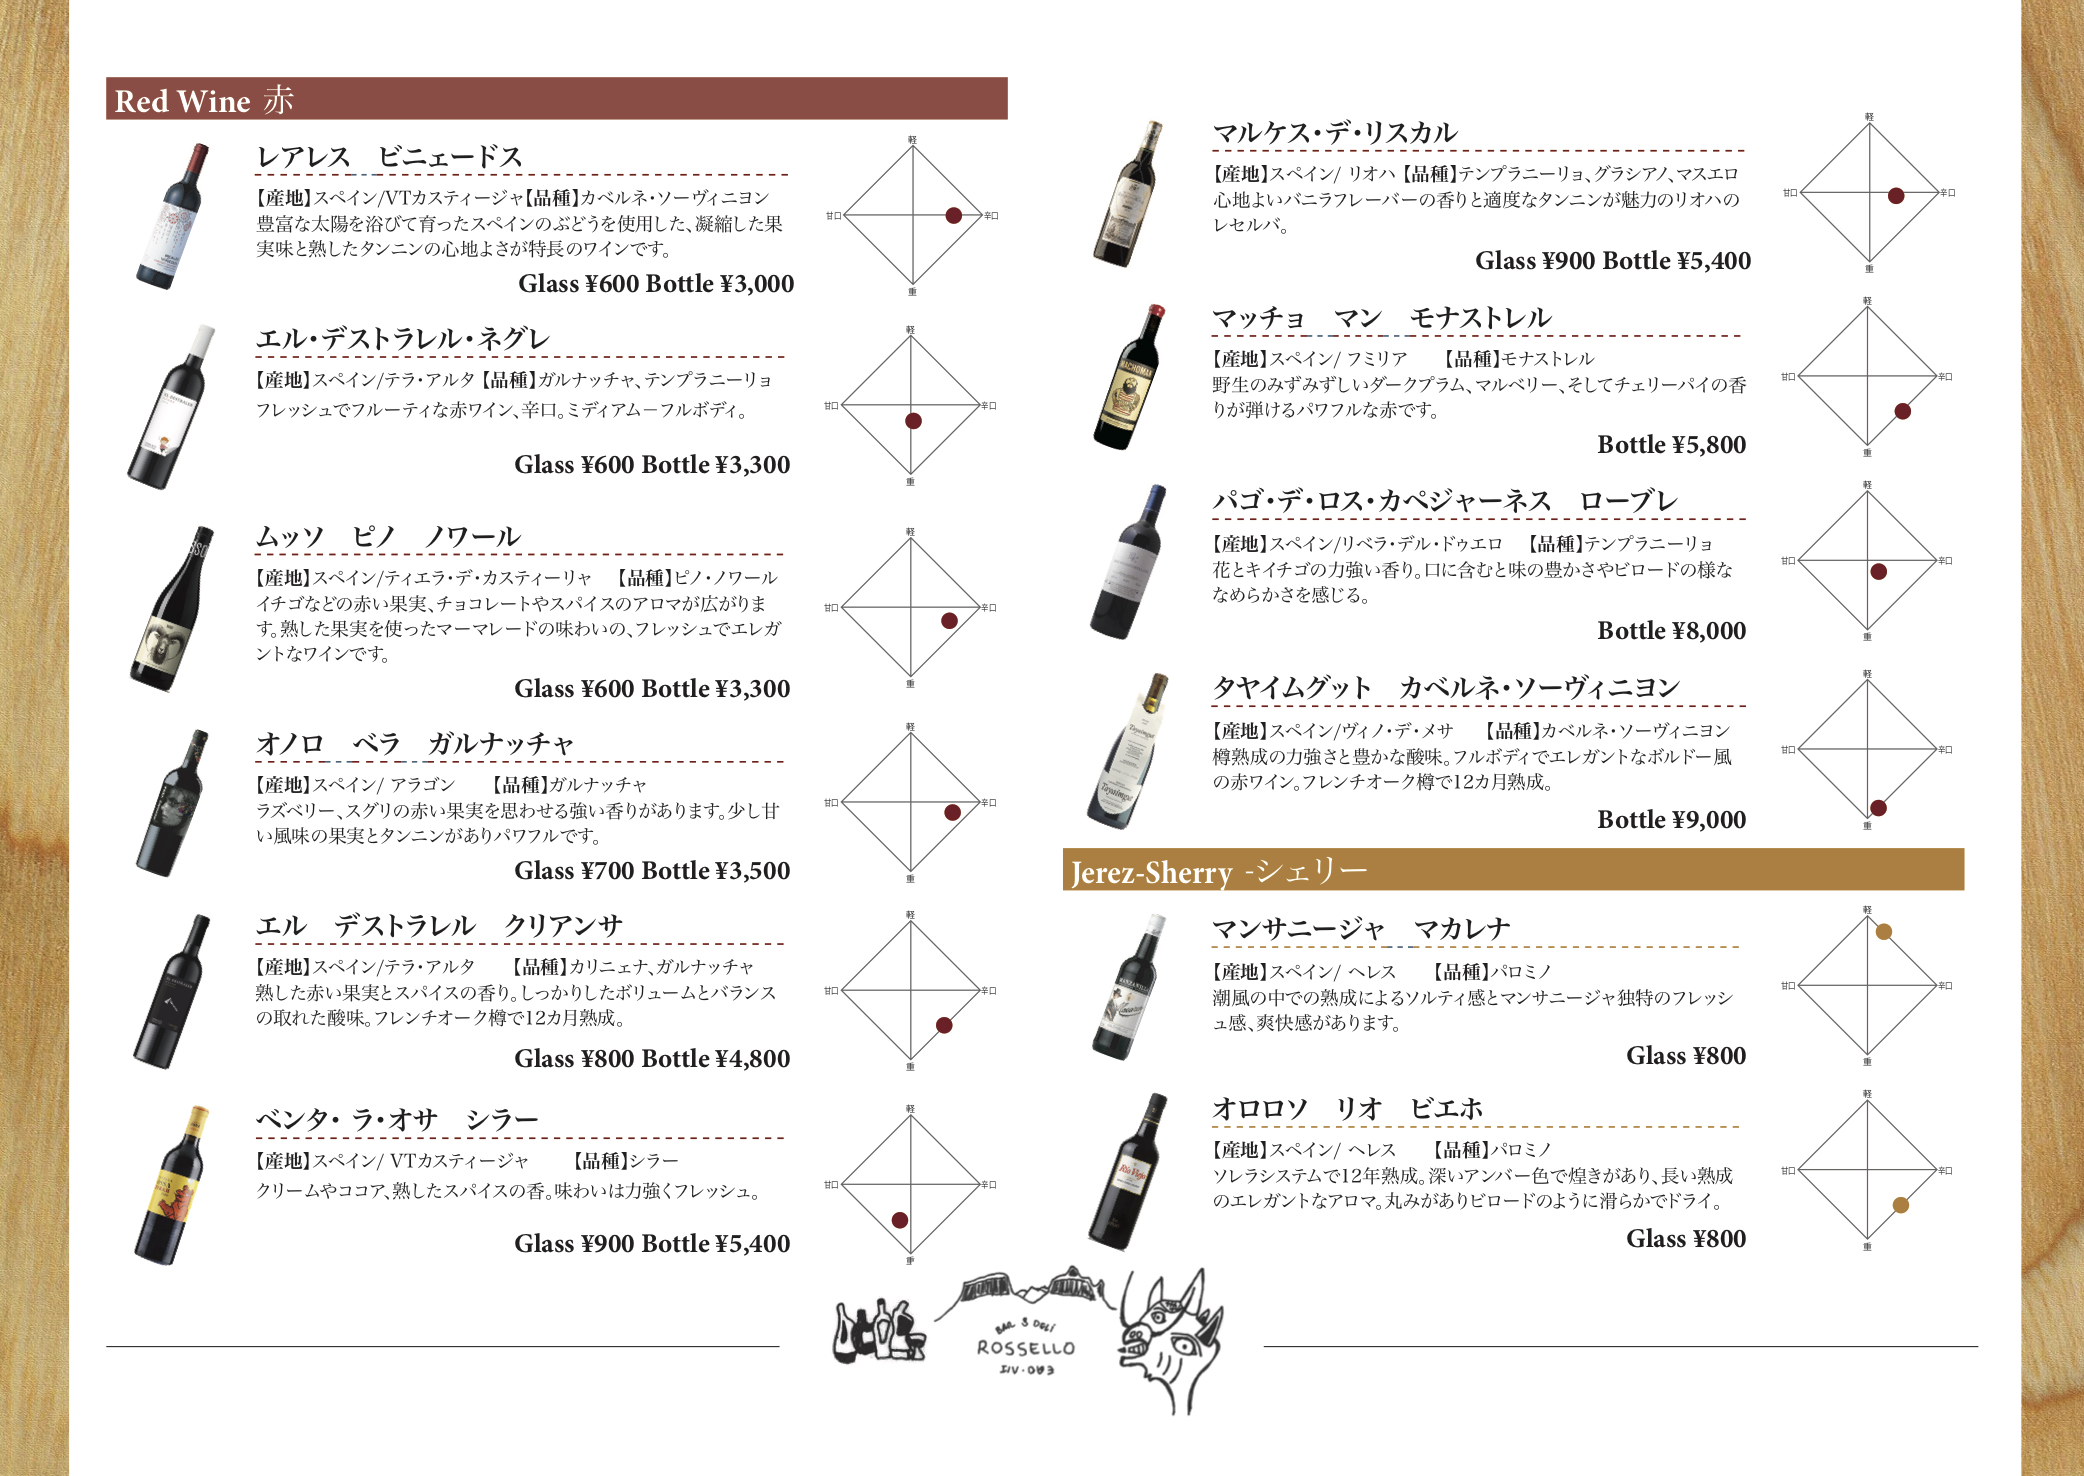 Red Wine 赤
レアレス　ビニェードス
【産地】スペイン/VTカスティージャ【品種】カベルネ・ソーヴィニヨン
豊富な太陽を浴びて育ったスペインのぶどうを使用した、凝縮した果
実味と熟したタンニンの心地よさが特長のワインです。
Glass ¥600 Bottle ¥3,000
軽
甘口
辛口
重
エル・デストラレル・ネグレ
【産地】スペイン/テラ・アルタ【品種】ガルナッチャ、テンプラニーリョ
フレッシュでフルーティな赤ワイン、辛口。ミディアム－フルボディ。
Glass ¥600 Bottle ¥3,300
軽
甘口
辛口
重
ムッソ　ピノ　ノワール
【産地】スペイン/ティエラ・デ・カスティーリャ　【品種】ピノ・ノワール
イチゴなどの赤い果実、チョコレートやスパイスのアロマが広がりま
す。熟した果実を使ったマーマレードの味わいの、フレッシュでエレガ
ントなワインです。
Glass ¥600 Bottle ¥3,300
軽
甘口
辛口
重
オノロ　ベラ　ガルナッチャ
【産地】スペイン/ アラゴン　【品種】ガルナッチャ
ラズベリー、スグリの赤い果実を思わせる強い香りがあります。少し甘
い風味の果実とタンニンがありパワフルです。
Glass ¥700 Bottle ¥3,500
軽
甘口
辛口
重
エル　デストラレル　クリアンサ
【産地】スペイン/テラ・アルタ　【品種】カリニェナ、ガルナッチャ
熟した赤い果実とスパイスの香り。しっかりしたボリュームとバランス
の取れた酸味。フレンチオーク樽で12カ月熟成。
Glass ¥800 Bottle ¥4,800
軽
甘口
辛口
重
ベンタ・ ラ・オサ　シラー
【産地】スペイン/ VTカスティージャ　【品種】シラー
クリームやココア、熟したスパイスの香。味わいは力強くフレッシュ。
Glass ¥900 Bottle ¥5,400
軽
甘口
辛口
重
マルケス・デ・リスカル
【産地】スペイン/ リオハ【品種】テンプラニーリョ、グラシアノ、マスエロ
心地よいバニラフレーバーの香りと適度なタンニンが魅力のリオハの
レセルバ。
Glass ¥900 Bottle ¥5,400
軽
甘口
辛口
重
マッチョ　マン　モナストレル
【産地】スペイン/ フミリア　【品種】モナストレル
野生のみずみずしいダークプラム、マルベリー、そしてチェリーパイの香
りが弾けるパワフルな赤です。
Bottle ¥5,800
MACHOMAN
軽
甘口
辛口
重
パゴ・デ・ロス・カペジャーネス　ローブレ
【産地】スペイン/リベラ・デル・ドゥエロ　【品種】テンプラニーリョ
花とキイチゴの力強い香り。口に含むと味の豊かさやビロードの様な
なめらかさを感じる。
Bottle ¥8,000
軽
甘口
辛口
重
タヤイムグット　カベルネ・ソーヴィニヨン
【産地】スペイン/ヴィノ・デ・メサ　【品種】カベルネ・ソーヴィニヨン
樽熟成の力強さと豊かな酸味。フルボディでエレガントなボルドー風
の赤ワイン。フレンチオーク樽で12カ月熟成。
Bottle ¥9,000
軽
甘口
辛口
重
Jerez-Sherry -シェリー
マンサニージャ　マカレナ
【産地】スペイン/ ヘレス　【品種】パロミノ
潮風の中での熟成によるソルティ感とマンサニージャ独特のフレッシ
ュ感、爽快感があります。
Glass ¥800
MANZANILLA
軽
甘口
辛口
重
オロロソ　リオ　ビエホ
【産地】スペイン/ ヘレス　【品種】パロミノ
ソレラシステムで12年熟成。深いアンバー色で煌きがあり、長い熟成
のエレガントなアロマ。丸みがありビロードのように滑らかでドライ。
Glass ¥800
Rio Viejo
軽
甘口
辛口
重
BAR & DELI
ROSSELLO